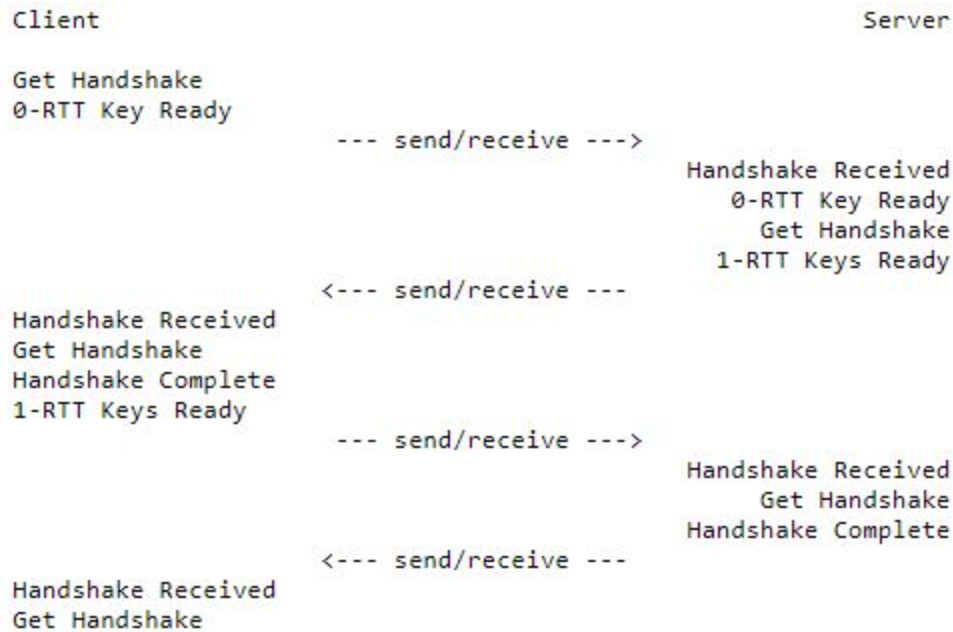 Client Server
Get Handshake
0-RTT Key Ready
--- send/receive --->
Handshake Received
0-RTT Key Ready
Get Handshake
1-RTT Keys Ready
<--- send/receive ---
Handshake Received
Get Handshake
Handshake Complete
1-RTT Keys Ready
--- send/receive --->
Handshake Received
Get Handshake
Handshake Complete
<--- send/receive ---
Handshake Received
Get Handshake